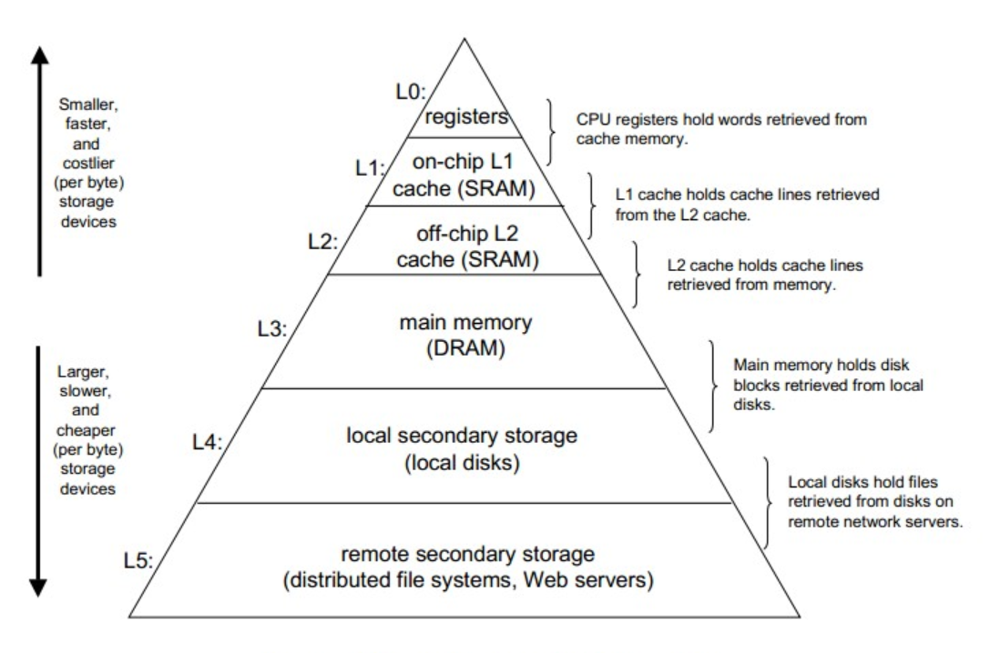 Smaller,
faster,
and
costlier
(per byte)
storage
devices
Larger,
slower,
and
cheaper
(per byte)
storage
devices
L0:
registers
CPU registers hold words retrieved from
cache memory.
L1:
on-chip L1
cache (SRAM)
L1 cache holds cache lines retrieved
from the L2 cache.
L2:
off-chip L2
cache (SRAM)
L2 cache holds cache lines
retrieved from memory.
L3:
main memory
(DRAM)
Main memory holds disk
blocks retrieved from local
disks.
L4:
local secondary storage
(local disks)
Local disks hold files
retrieved from disks on
remote network servers.
L5:
remote secondary storage
(distributed file systems, Web servers)